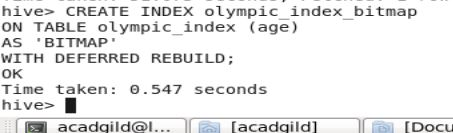 hive> CREATE INDEX olympic_index_bitmap
ON TABLE olympic_index (age)
AS 'BITMAP'
WITH DEFERRED REBUILD;
OK
Time taken: 0.547 seconds
hive>
acadgild@l... [acadgild] [Docu